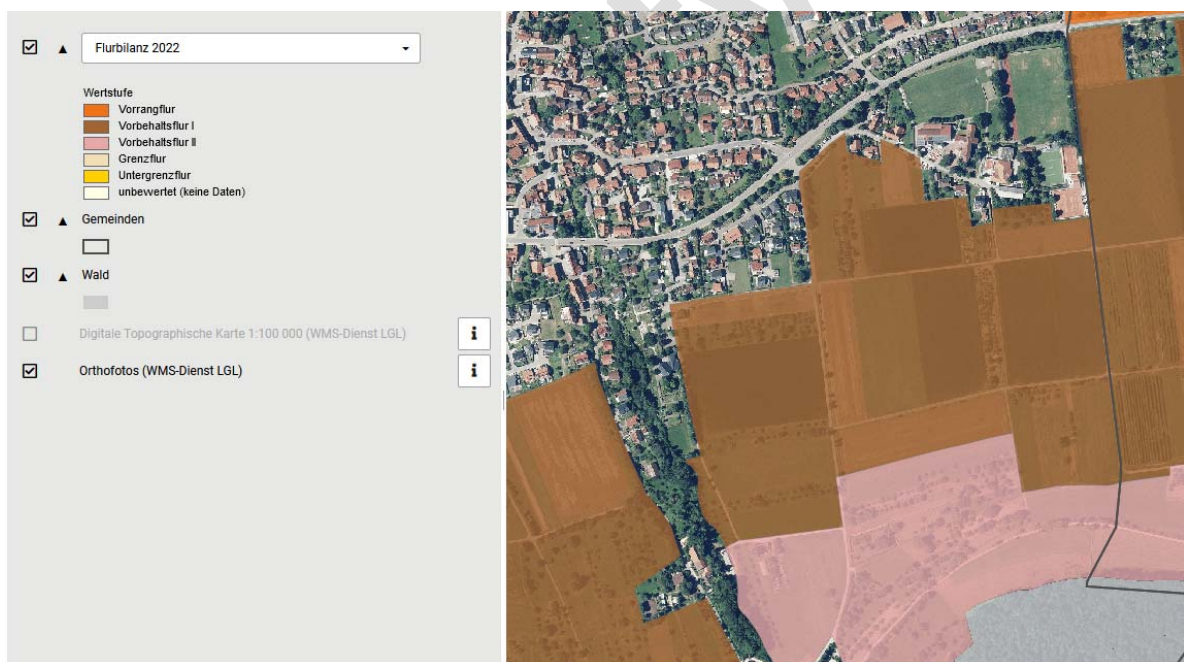 Flurbilanz 2022
Wertstufe
Vorrangflur
Vorbehaltsflur I
Vorbehaltsflur II
Grenzflur
Untergrenzflur
unbewertet (keine Daten)
Gemeinden
Wald
Digitale Topographische Karte 1:100 000 (WMS-Dienst LGL)
i
Orthofotos (WMS-Dienst LGL)
i